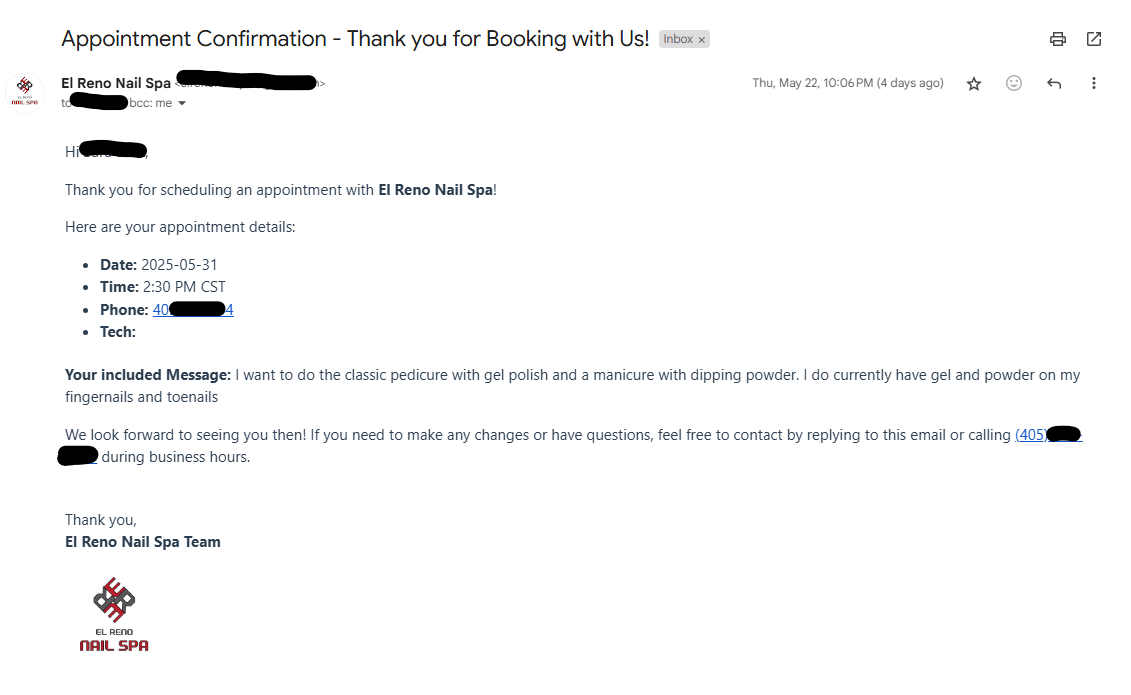 Appointment Confirmation - Thank you for Booking with Us! Inbox ×
El Reno Nail Spa < > Thu, May 22, 10:06 PM (4 days ago)
to bcc: me
Hi ,
Thank you for scheduling an appointment with El Reno Nail Spa!
Here are your appointment details:
• Date: 2025-05-31
• Time: 2:30 PM CST
• Phone: 40 4
• Tech:
Your included Message: I want to do the classic pedicure with gel polish and a manicure with dipping powder. I do currently have gel and powder on my
fingernails and toenails
We look forward to seeing you then! If you need to make any changes or have questions, feel free to contact by replying to this email or calling (405)
during business hours.
Thank you,
El Reno Nail Spa Team
EL RENO
NAIL SPA